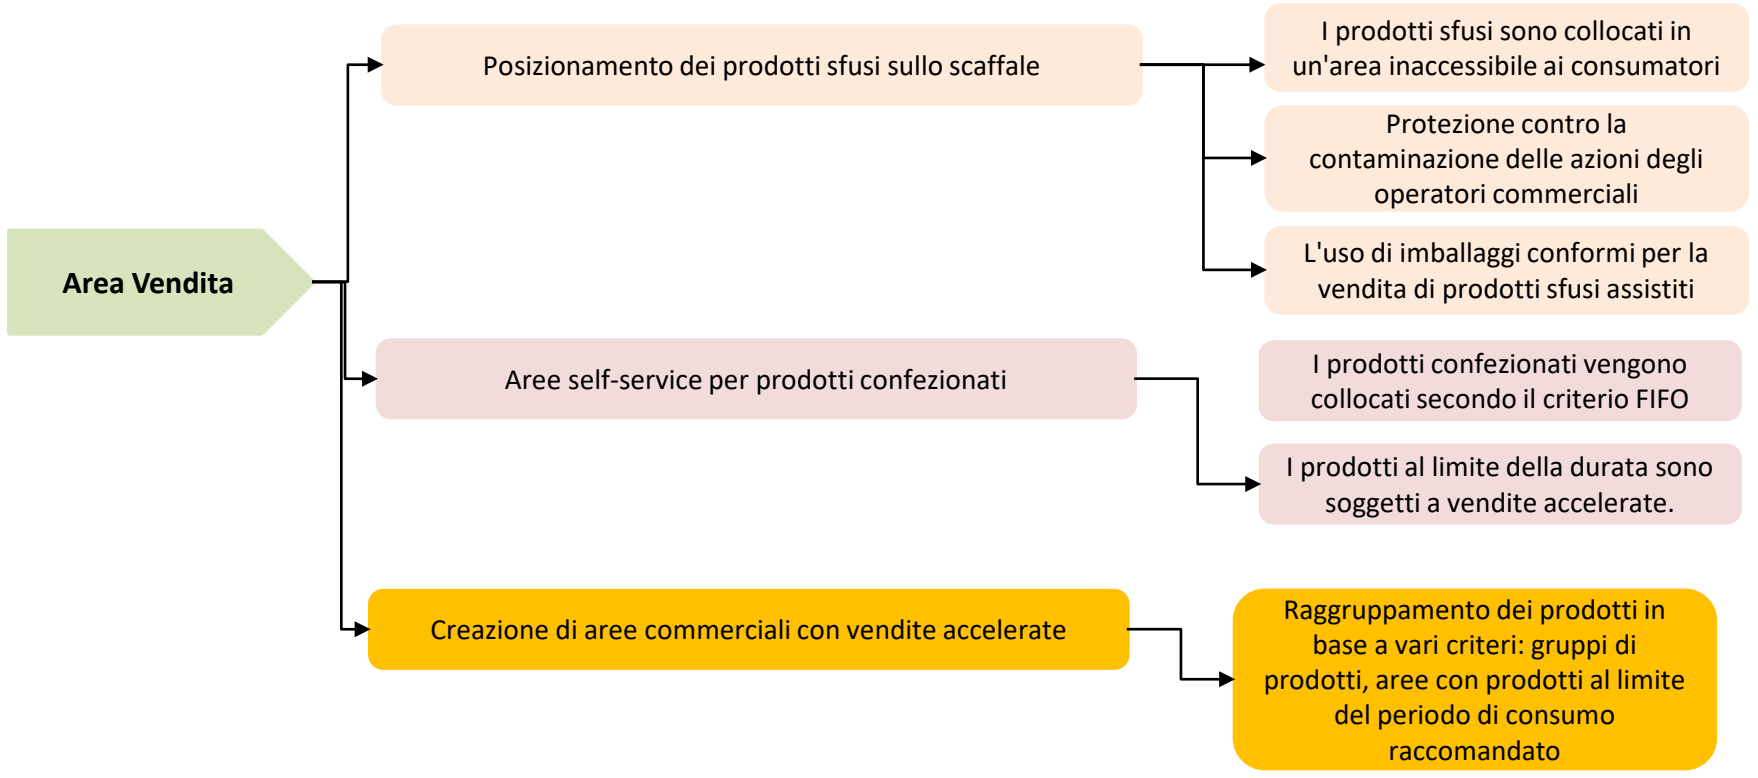 Area Vendita
Posizionamento dei prodotti sfusi sullo scaffale
I prodotti sfusi sono collocati in
un'area inaccessibile ai consumatori
Protezione contro la
contaminazione delle azioni degli
operatori commerciali
L'uso di imballaggi conformi per la
vendita di prodotti sfusi assistiti
Aree self-service per prodotti confezionati
I prodotti confezionati vengono
collocati secondo il criterio FIFO
I prodotti al limite della durata sono
soggetti a vendite accelerate.
Creazione di aree commerciali con vendite accelerate
Raggruppamento dei prodotti in
base a vari criteri: gruppi di
prodotti, aree con prodotti al limite
del periodo di consumo
raccomandato